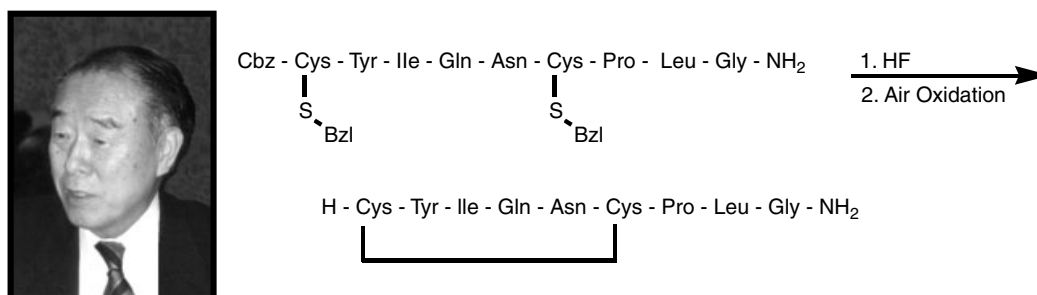 Cbz - Cys - Tyr - Ile - Gln - Asn - Cys - Pro - Leu - Gly - NH2
1. HF
2. Air Oxidation
S
Bzl
S
Bzl
H - Cys - Tyr - Ile - Gln - Asn - Cys - Pro - Leu - Gly - NH2